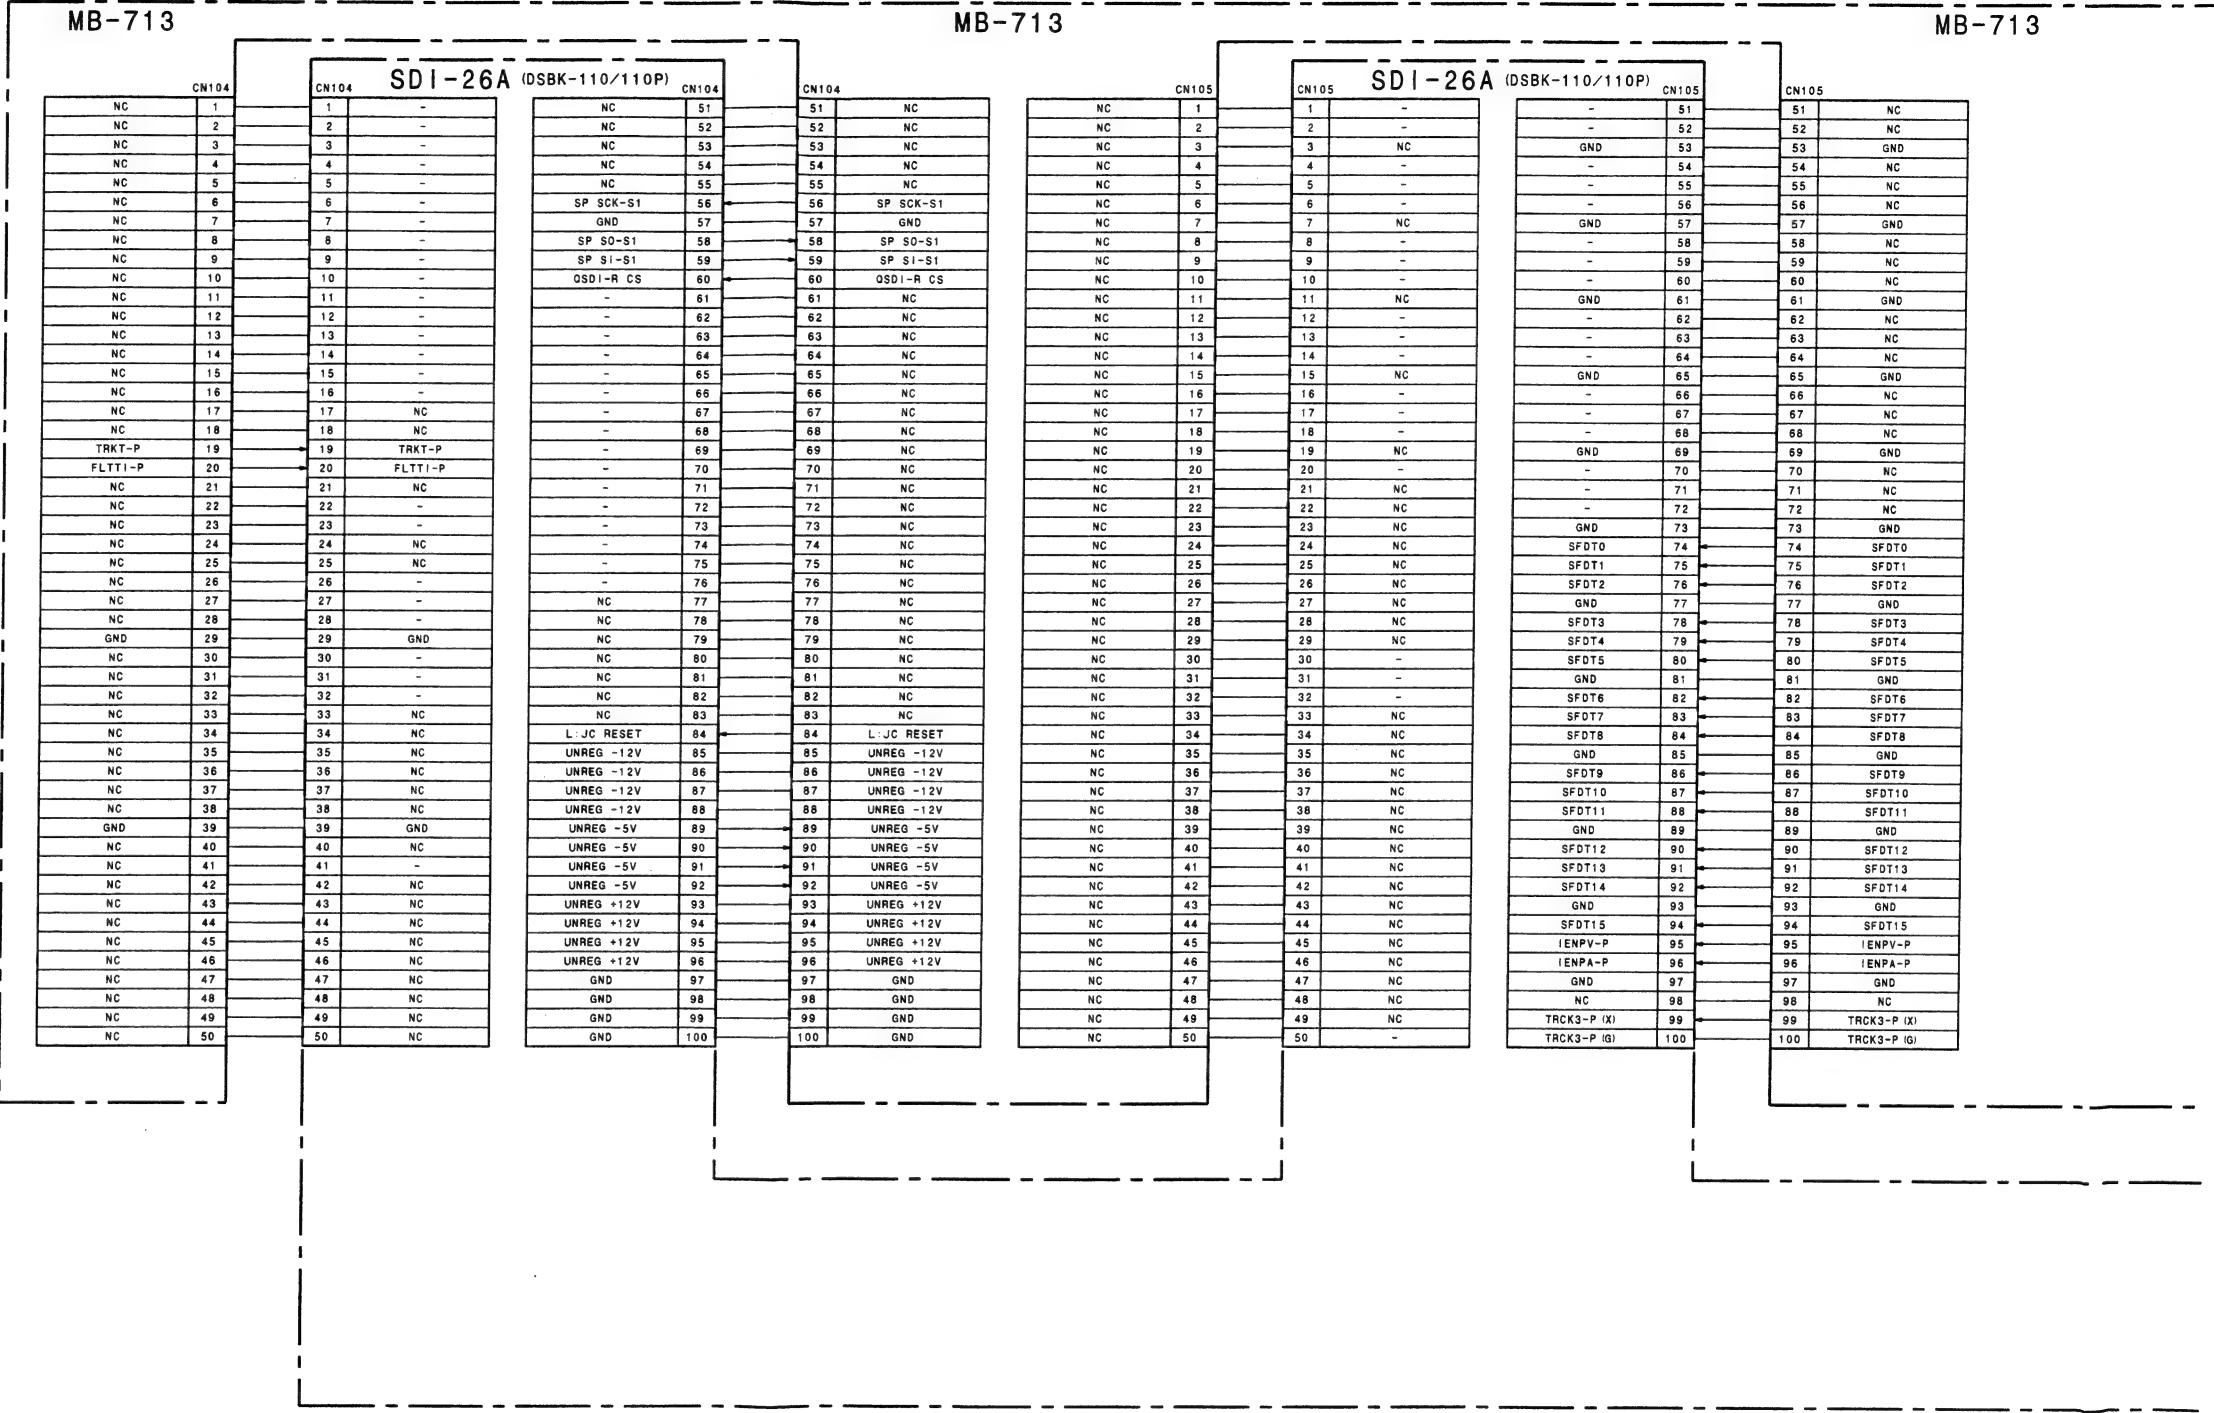 MB-713 MB-713 MB-713
SDI-26A (DSBK-110/110P) SDI-26A (DSBK-110/110P)
CN104 CN104 CN104 CN104 CN105 CN105 CN105 CN105
NC 1 1 - NC 51 51 NC NC 1 1 - - 51 51 NC
NC 2 2 - NC 52 52 NC NC 2 2 - - 52 52 NC
NC 3 3 - NC 53 53 NC NC 3 3 NC GND 53 53 GND
NC 4 4 - NC 54 54 NC NC 4 4 - - 54 54 NC
NC 5 5 - NC 55 55 NC NC 5 5 - - 55 55 NC
NC 6 6 - SP SCK-S1 56 56 SP SCK-S1 NC 6 6 - - 56 56 NC
NC 7 7 - GND 57 57 GND NC 7 7 NC GND 57 57 GND
NC 8 8 - SP SO-S1 58 58 SP SO-S1 NC 8 8 - - 58 58 NC
NC 9 9 - SP SI-S1 59 59 SP SI-S1 NC 9 9 - - 59 59 NC
NC 10 10 - QSDI-R CS 60 60 QSDI-R CS NC 10 10 - - 60 60 NC
NC 11 11 - - 61 61 NC NC 11 11 NC GND 61 61 GND
NC 12 12 - - 62 62 NC NC 12 12 - - 62 62 NC
NC 13 13 - - 63 63 NC NC 13 13 - - 63 63 NC
NC 14 14 - - 64 64 NC NC 14 14 - - 64 64 NC
NC 15 15 - - 65 65 NC NC 15 15 NC GND 65 65 GND
NC 16 16 - - 66 66 NC NC 16 16 - - 66 66 NC
NC 17 17 NC - 67 67 NC NC 17 17 - - 67 67 NC
NC 18 18 NC - 68 68 NC NC 18 18 - - 68 68 NC
TRKT-P 19 19 TRKT-P - 69 69 NC NC 19 19 NC GND 69 69 GND
FLTTI-P 20 20 FLTTI-P - 70 70 NC NC 20 20 - - 70 70 NC
NC 21 21 NC - 71 71 NC NC 21 21 NC - 71 71 NC
NC 22 22 - - 72 72 NC NC 22 22 NC - 72 72 NC
NC 23 23 - - 73 73 NC NC 23 23 NC GND 73 73 GND
NC 24 24 NC - 74 74 NC NC 24 24 NC SFDT0 74 74 SFDT0
NC 25 25 NC - 75 75 NC NC 25 25 NC SFDT1 75 75 SFDT1
NC 26 26 - - 76 76 NC NC 26 26 NC SFDT2 76 76 SFDT2
NC 27 27 - NC 77 77 NC NC 27 27 NC GND 77 77 GND
NC 28 28 - NC 78 78 NC NC 28 28 NC SFDT3 78 78 SFDT3
GND 29 29 GND NC 79 79 NC NC 29 29 NC SFDT4 79 79 SFDT4
NC 30 30 - NC 80 80 NC NC 30 30 - SFDT5 80 80 SFDT5
NC 31 31 - NC 81 81 NC NC 31 31 - GND 81 81 GND
NC 32 32 - NC 82 82 NC NC 32 32 - SFDT6 82 82 SFDT6
NC 33 33 NC NC 83 83 NC NC 33 33 NC SFDT7 83 83 SFDT7
NC 34 34 NC L:JC RESET 84 84 L:JC RESET NC 34 34 NC SFDT8 84 84 SFDT8
NC 35 35 NC UNREG -12V 85 85 UNREG -12V NC 35 35 NC GND 85 85 GND
NC 36 36 NC UNREG -12V 86 86 UNREG -12V NC 36 36 NC SFDT9 86 86 SFDT9
NC 37 37 NC UNREG -12V 87 87 UNREG -12V NC 37 37 NC SFDT10 87 87 SFDT10
NC 38 38 NC UNREG -12V 88 88 UNREG -12V NC 38 38 NC SFDT11 88 88 SFDT11
GND 39 39 GND UNREG -5V 89 89 UNREG -5V NC 39 39 NC GND 89 89 GND
NC 40 40 NC UNREG -5V 90 90 UNREG -5V NC 40 40 NC SFDT12 90 90 SFDT12
NC 41 41 - UNREG -5V 91 91 UNREG -5V NC 41 41 NC SFDT13 91 91 SFDT13
NC 42 42 NC UNREG -5V 92 92 UNREG -5V NC 42 42 NC SFDT14 92 92 SFDT14
NC 43 43 NC UNREG +12V 93 93 UNREG +12V NC 43 43 NC GND 93 93 GND
NC 44 44 NC UNREG +12V 94 94 UNREG +12V NC 44 44 NC SFDT15 94 94 SFDT15
NC 45 45 NC UNREG +12V 95 95 UNREG +12V NC 45 45 NC IENPV-P 95 95 IENPV-P
NC 46 46 NC UNREG +12V 96 96 UNREG +12V NC 46 46 NC IENPA-P 96 96 IENPA-P
NC 47 47 NC GND 97 97 GND NC 47 47 NC GND 97 97 GND
NC 48 48 NC GND 98 98 GND NC 48 48 NC NC 98 98 NC
NC 49 49 NC GND 99 99 GND NC 49 49 NC TRCK3-P (X) 99 99 TRCK3-P (X)
NC 50 50 NC GND 100 100 GND NC 50 50 - TRCK3-P (G) 100 100 TRCK3-P (G)